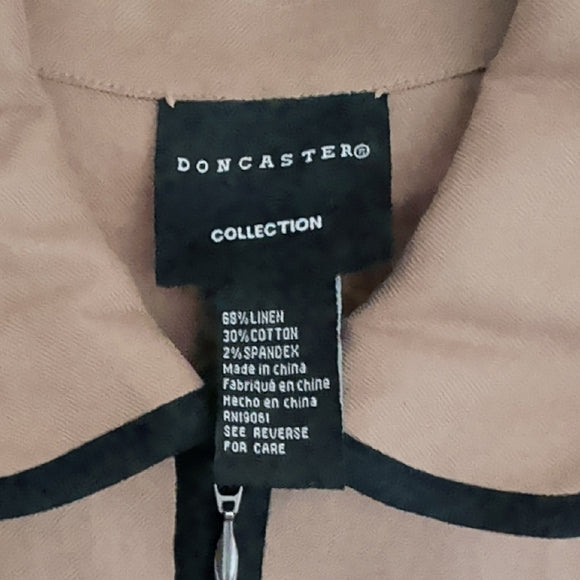 DONCASTER®
COLLECTION
68%LINEN
30%COTTON
2%SPANDEX
Made in china
Fabriqué en chine
Hecho en china
RN19061
SEE REVERSE
FOR CARE